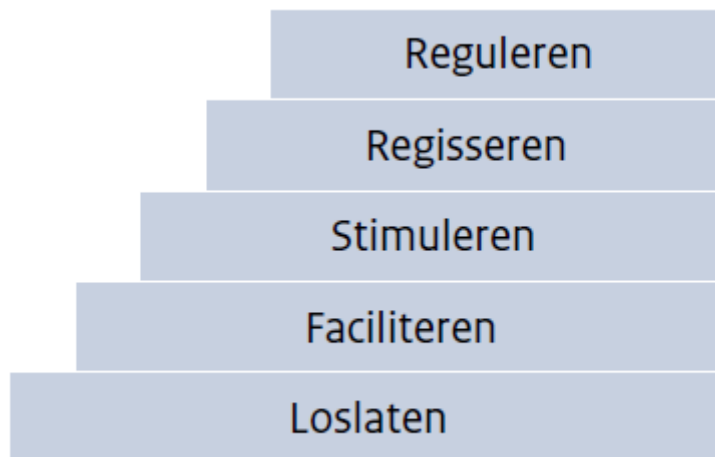 Reguleren
Regisseren
Stimuleren
Faciliteren
Loslaten